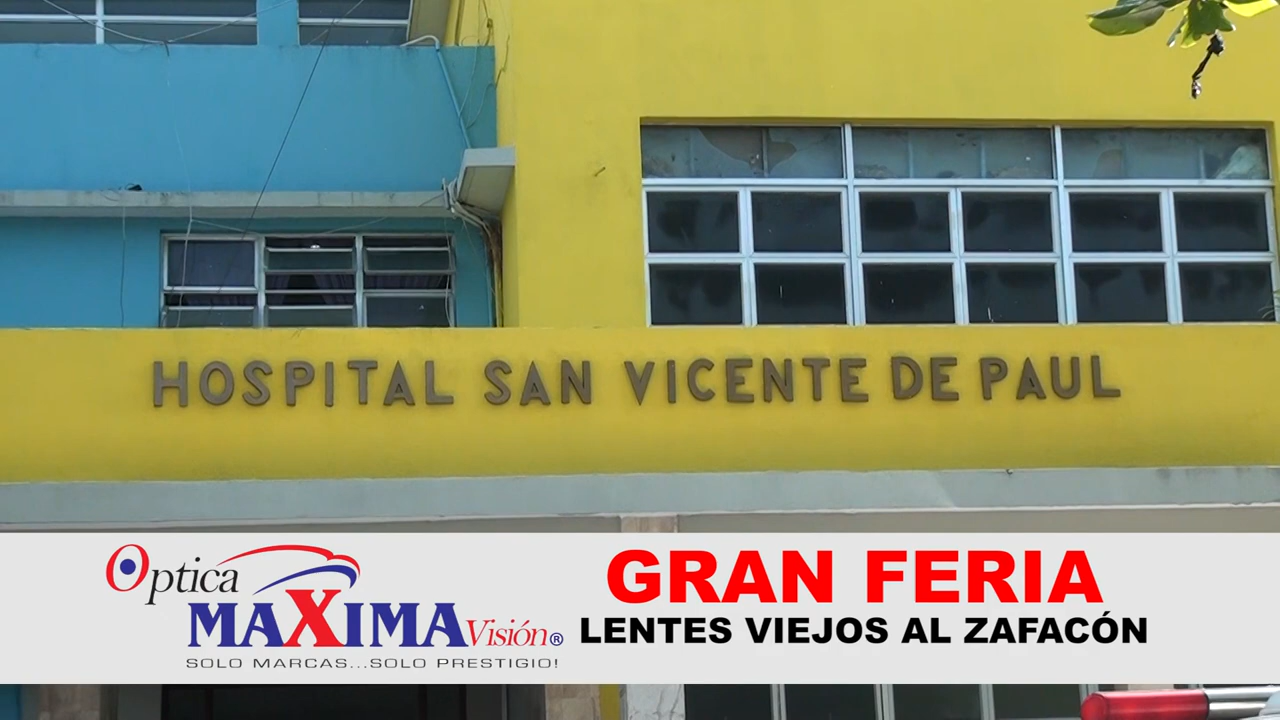 HOSPITAL SAN VICENTE DE PAUL
Optica
MAXIMA Visión®
SOLO MARCAS...SOLO PRESTIGIO!
GRAN FERIA
LENTES VIEJOS AL ZAFACÓN